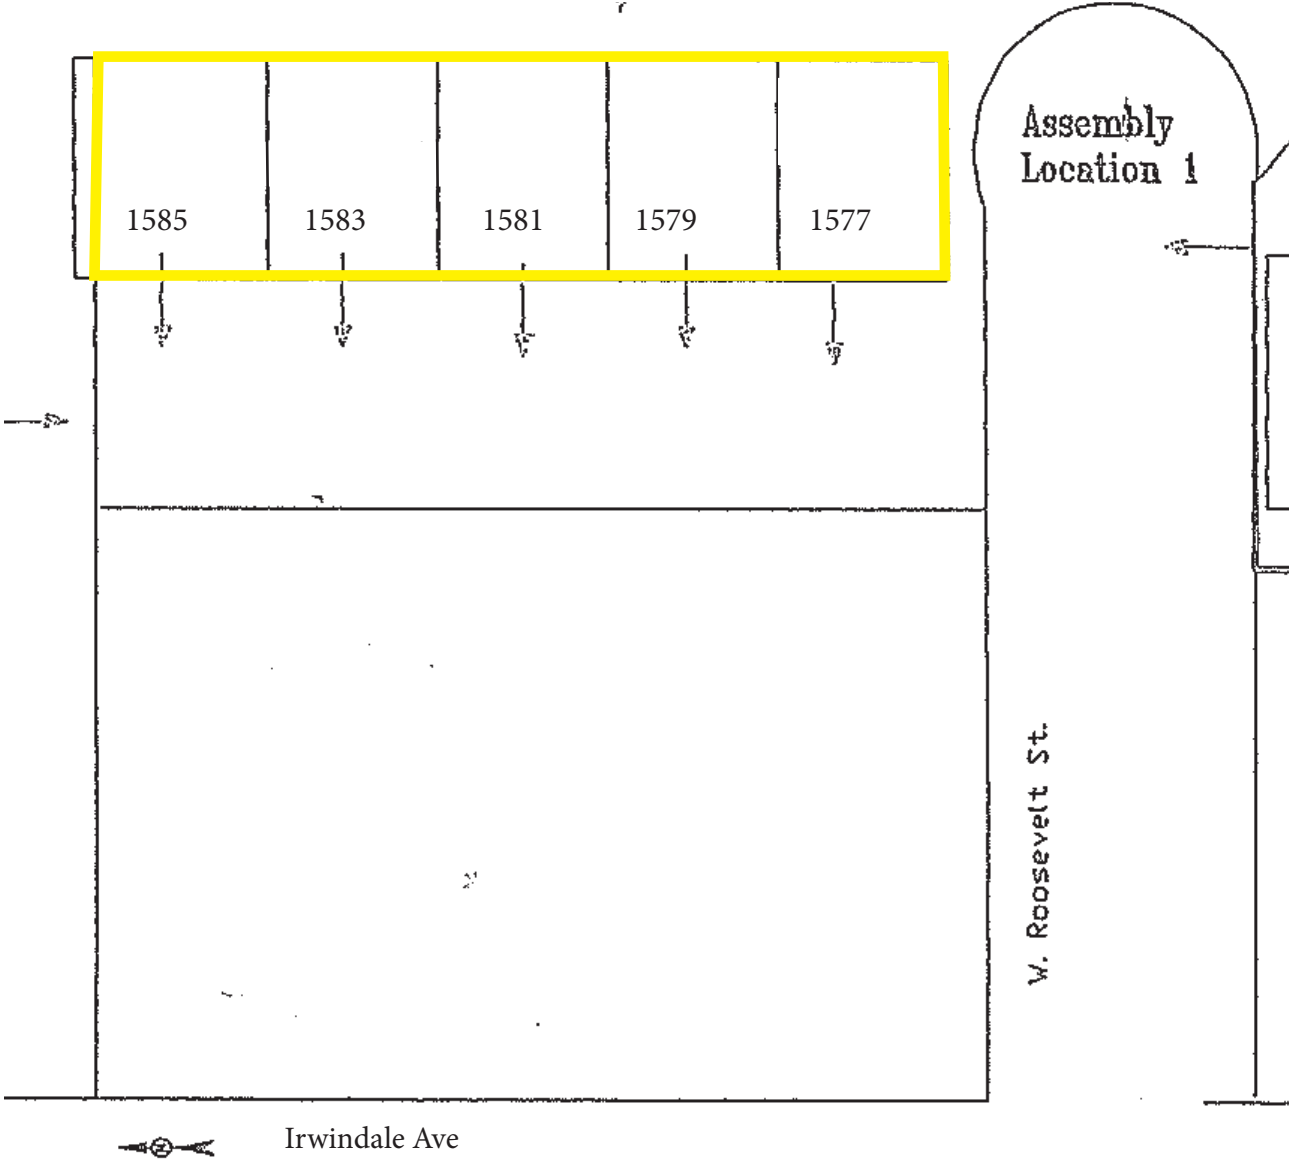 Assembly
Location 1
1585
1583
1581
1579
1577
W. Roosevelt St.
N
Irwindale Ave